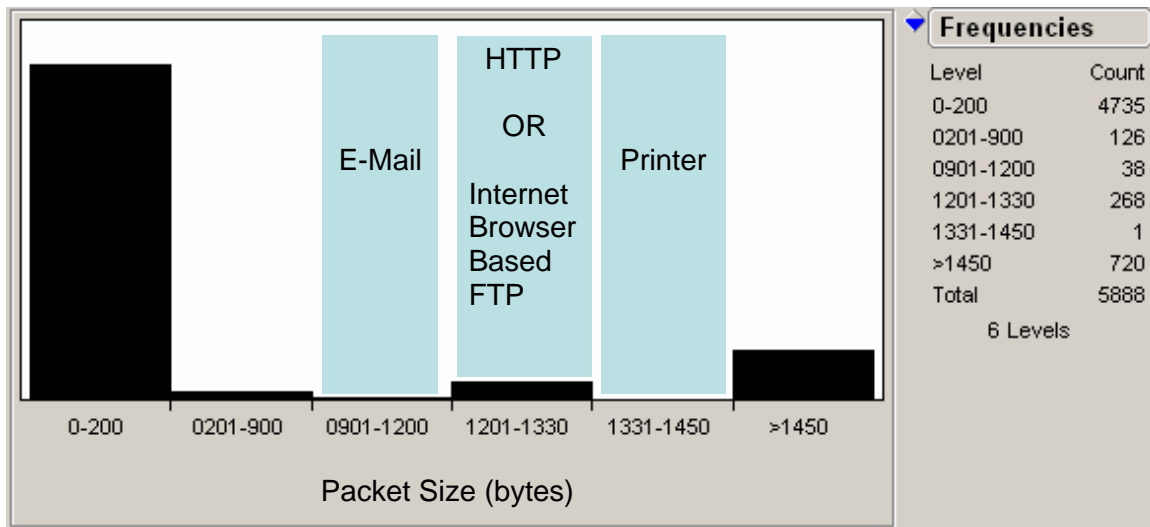 HTTP
OR
Internet
Browser
Based
FTP
E-Mail
Printer
0-200 0201-900 0901-1200 1201-1330 1331-1450 >1450
Packet Size (bytes)
Frequencies
Level Count
0-200 4735
0201-900 126
0901-1200 38
1201-1330 268
1331-1450 1
>1450 720
Total 5888
6 Levels